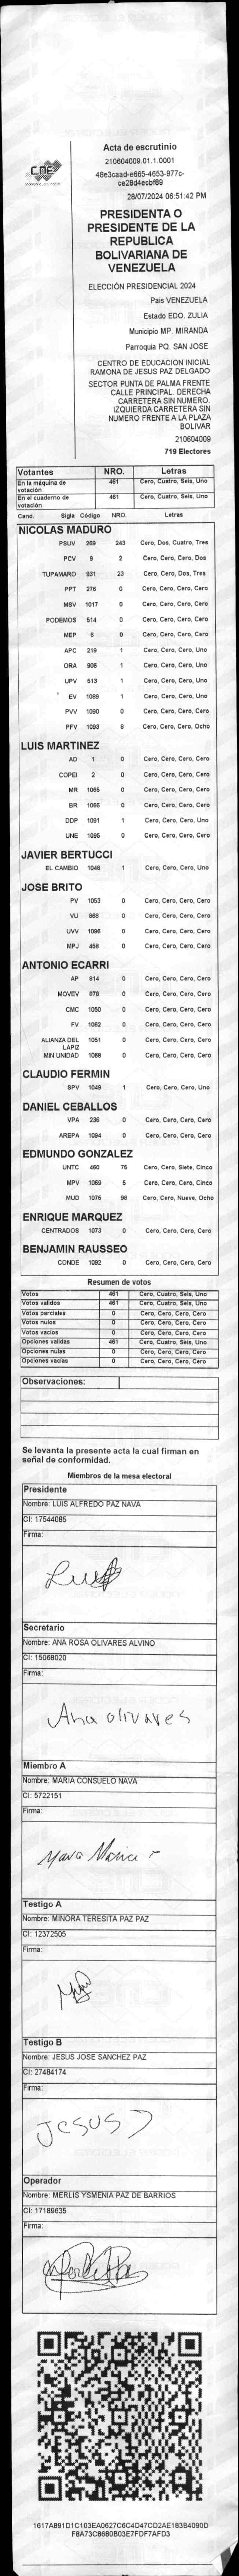 CNE
Acta de escrutinio
210604009.01.1.0001
48e3caad-e665-4653-977c-
ce28d4ecbf89
28/07/2024 06:51:42 PM
PRESIDENTA O
PRESIDENTE DE LA
REPUBLICA
BOLIVARIANA DE
VENEZUELA
ELECCIÓN PRESIDENCIAL 2024
Pais VENEZUELA
Estado EDO. ZULIA
Municipio MP. MIRANDA
Parroquia PQ. SAN JOSE
CENTRO DE EDUCACION INICIAL
RAMONA DE JESUS PAZ DELGADO
SECTOR PUNTA DE PALMA FRENTE
CALLE PRINCIPAL. DERECHA
CARRETERA SIN NUMERO.
IZQUIERDA CARRETERA SIN
NUMERO FRENTE A LA PLAZA
BOLIVAR
210604009
719 Electores
Votantes NRO. Letras
En la máquina de votación 461 Cero, Cuatro, Seis, Uno
En el cuaderno de votación 461 Cero, Cuatro, Seis, Uno
Cand. Sigla Código NRO. Letras
NICOLAS MADURO
PSUV 269 243 Cero, Dos, Cuatro, Tres
PCV 9 2 Cero, Cero, Cero, Dos
TUPAMARO 931 23 Cero, Cero, Dos, Tres
PPT 276 0 Cero, Cero, Cero, Cero
MSV 1017 0 Cero, Cero, Cero, Cero
PODEMOS 514 0 Cero, Cero, Cero, Cero
MEP 6 0 Cero, Cero, Cero, Cero
APC 219 1 Cero, Cero, Cero, Uno
ORA 906 1 Cero, Cero, Cero, Uno
UPV 513 1 Cero, Cero, Cero, Uno
EV 1089 1 Cero, Cero, Cero, Uno
PVV 1090 0 Cero, Cero, Cero, Cero
PFV 1093 8 Cero, Cero, Cero, Ocho
LUIS MARTINEZ
AD 1 0 Cero, Cero, Cero, Cero
COPEI 2 0 Cero, Cero, Cero, Cero
MR 1065 0 Cero, Cero, Cero, Cero
BR 1066 0 Cero, Cero, Cero, Cero
DDP 1091 1 Cero, Cero, Cero, Uno
UNE 1095 0 Cero, Cero, Cero, Cero
JAVIER BERTUCCI
EL CAMBIO 1048 1 Cero, Cero, Cero, Uno
JOSE BRITO
PV 1053 0 Cero, Cero, Cero, Cero
VU 868 0 Cero, Cero, Cero, Cero
UVV 1096 0 Cero, Cero, Cero, Cero
MPJ 458 0 Cero, Cero, Cero, Cero
ANTONIO ECARRI
AP 814 0 Cero, Cero, Cero, Cero
MOVEV 878 0 Cero, Cero, Cero, Cero
CMC 1050 0 Cero, Cero, Cero, Cero
FV 1062 0 Cero, Cero, Cero, Cero
ALIANZA DEL LAPIZ 1051 0 Cero, Cero, Cero, Cero
MIN UNIDAD 1068 0 Cero, Cero, Cero, Cero
CLAUDIO FERMIN
SPV 1049 1 Cero, Cero, Cero, Uno
DANIEL CEBALLOS
VPA 236 0 Cero, Cero, Cero, Cero
AREPA 1094 0 Cero, Cero, Cero, Cero
EDMUNDO GONZALEZ
UNTC 460 75 Cero, Cero, Siete, Cinco
MPV 1069 5 Cero, Cero, Cero, Cinco
MUD 1075 98 Cero, Cero, Nueve, Ocho
ENRIQUE MARQUEZ
CENTRADOS 1073 0 Cero, Cero, Cero, Cero
BENJAMIN RAUSSEO
CONDE 1092 0 Cero, Cero, Cero, Cero
Resumen de votos
Votos 461 Cero, Cuatro, Seis, Uno
Votos validos 461 Cero, Cuatro, Seis, Uno
Votos parciales 0 Cero, Cero, Cero, Cero
Votos nulos 0 Cero, Cero, Cero, Cero
Votos vacios 0 Cero, Cero, Cero, Cero
Opciones validas 461 Cero, Cuatro, Seis, Uno
Opciones nulas 0 Cero, Cero, Cero, Cero
Opciones vacias 0 Cero, Cero, Cero, Cero
Observaciones:
Se levanta la presente acta la cual firman en
señal de conformidad.
Miembros de la mesa electoral
Presidente
Nombre: LUIS ALFREDO PAZ NAVA
CI: 17544085
Firma:
Luis
Secretario
Nombre: ANA ROSA OLIVARES ALVINO
CI: 15068020
Firma:
Ana olivares
Miembro A
Nombre: MARIA CONSUELO NAVA
CI: 5722151
Firma:
Nava Maria
Testigo A
Nombre: MINORA TERESITA PAZ PAZ
CI: 12372505
Firma:
Testigo B
Nombre: JESUS JOSE SANCHEZ PAZ
CI: 27484174
Firma:
Jesus
Operador
Nombre: MERLIS YSMENIA PAZ DE BARRIOS
CI: 17189635
Firma:
1617A891D1C103EA0627C6C4D47CD2AE183B4090D
F8A73CB680B03E7FDF7AFD3